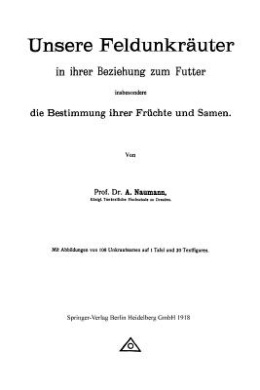 Unsere Feldunkräuter
in ihrer Beziehung zum Futter
insbesondere
die Bestimmung ihrer Früchte und Samen.
Von
Prof. Dr. A. Naumann,
Königl. Tierärztliche Hochschule zu Dresden.
Mit Abbildungen von 108 Unkrautsamen auf 1 Tafel und 20 Textfiguren.
Springer-Verlag Berlin Heidelberg GmbH 1918